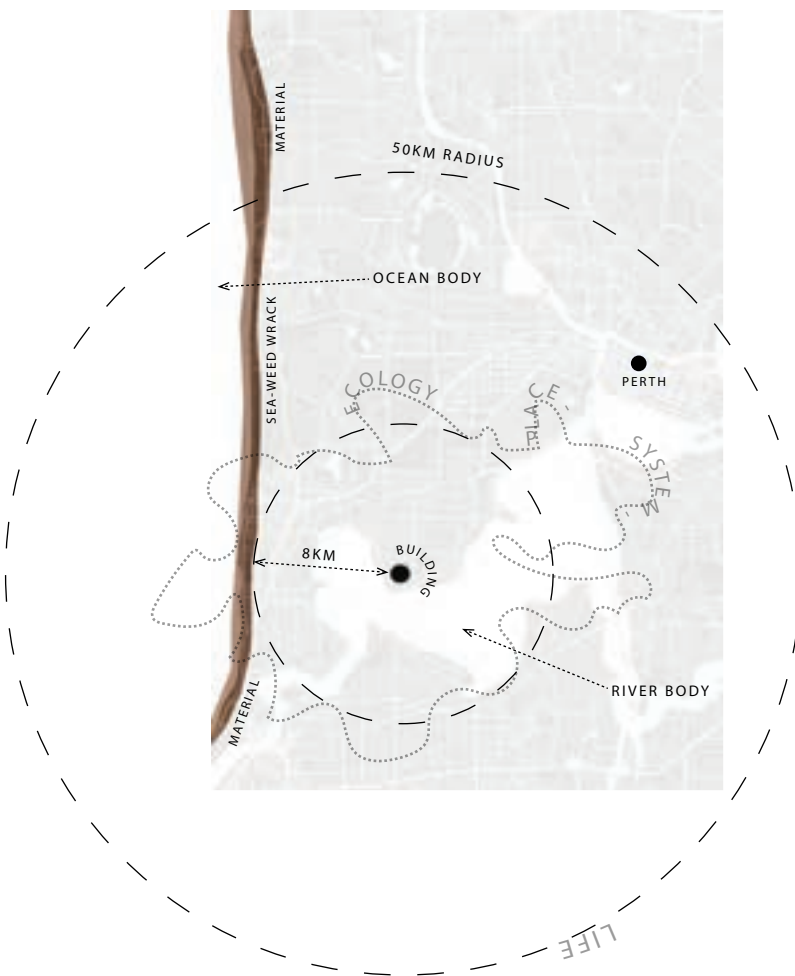 MATERIAL
50KM RADIUS
OCEAN BODY
SEA-WEED WRACK
PERTH
ECOLOGY
PLACE-
SYSTEM-
8KM
BUILDING
RIVER BODY
MATERIAL
LIFE